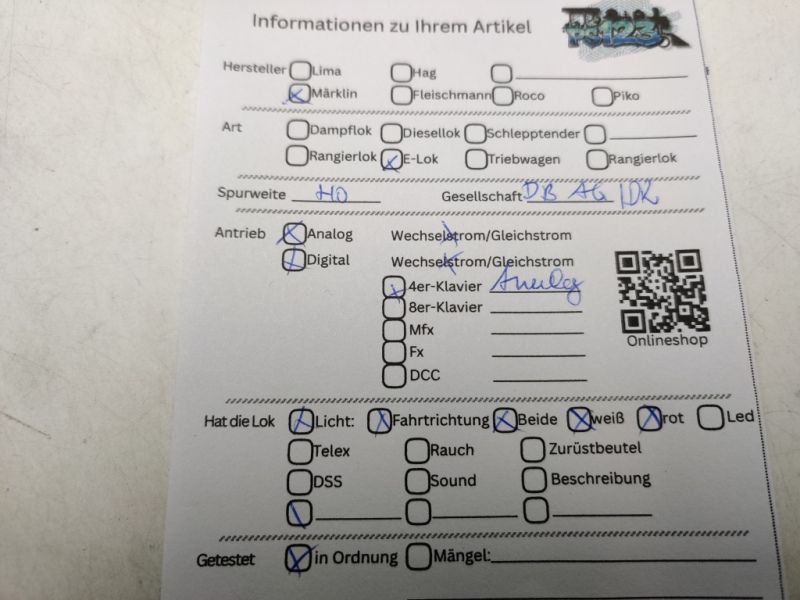 Informationen zu Ihrem Artikel
PS123
Hersteller Lima Hag
Märklin Fleischmann Roco Piko
Art Dampflok Diesellok Schlepptender
Rangierlok E-Lok Triebwagen Rangierlok
Spurweite HO Gesellschaft DB AG
Antrieb Analog Wechselstrom/Gleichstrom
Digital Wechselstrom/Gleichstrom
4er-Klavier Analog
8er-Klavier
Mfx
Fx
DCC
Onlineshop
Hat die Lok Licht: Fahrtrichtung Beide weiß rot Led
Telex Rauch Zurüstbeutel
DSS Sound Beschreibung
Getestet in Ordnung Mängel: